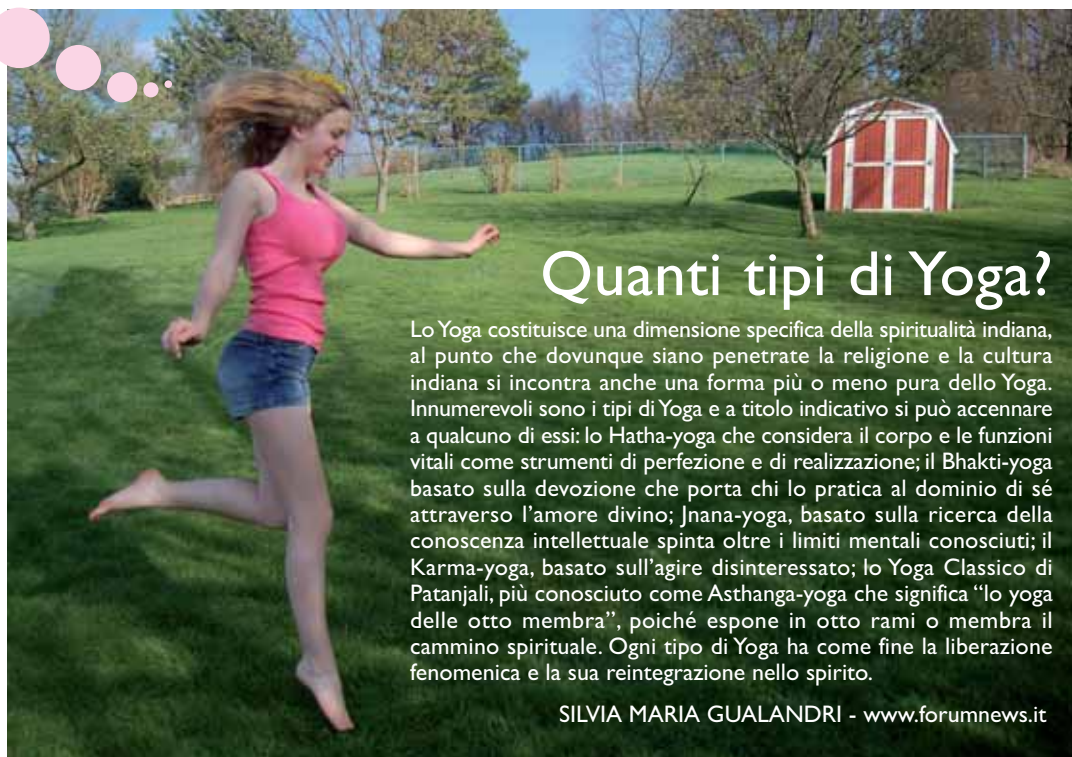 Quanti tipi di Yoga?
Lo Yoga costituisce una dimensione specifica della spiritualità indiana,
al punto che dovunque siano penetrate la religione e la cultura
indiana si incontra anche una forma più o meno pura dello Yoga.
Innumerevoli sono i tipi di Yoga e a titolo indicativo si può accennare
a qualcuno di essi: lo Hatha-yoga che considera il corpo e le funzioni
vitali come strumenti di perfezione e di realizzazione; il Bhakti-yoga
basato sulla devozione che porta chi lo pratica al dominio di sé
attraverso l’amore divino; Jnana-yoga, basato sulla ricerca della
conoscenza intellettuale spinta oltre i limiti mentali conosciuti; il
Karma-yoga, basato sull’agire disinteressato; lo Yoga Classico di
Patanjali, più conosciuto come Asthanga-yoga che significa “lo yoga
delle otto membra”, poiché espone in otto rami o membra il
cammino spirituale. Ogni tipo di Yoga ha come fine la liberazione
fenomenica e la sua reintegrazione nello spirito.
SILVIA MARIA GUALANDRI - www.forumnews.it